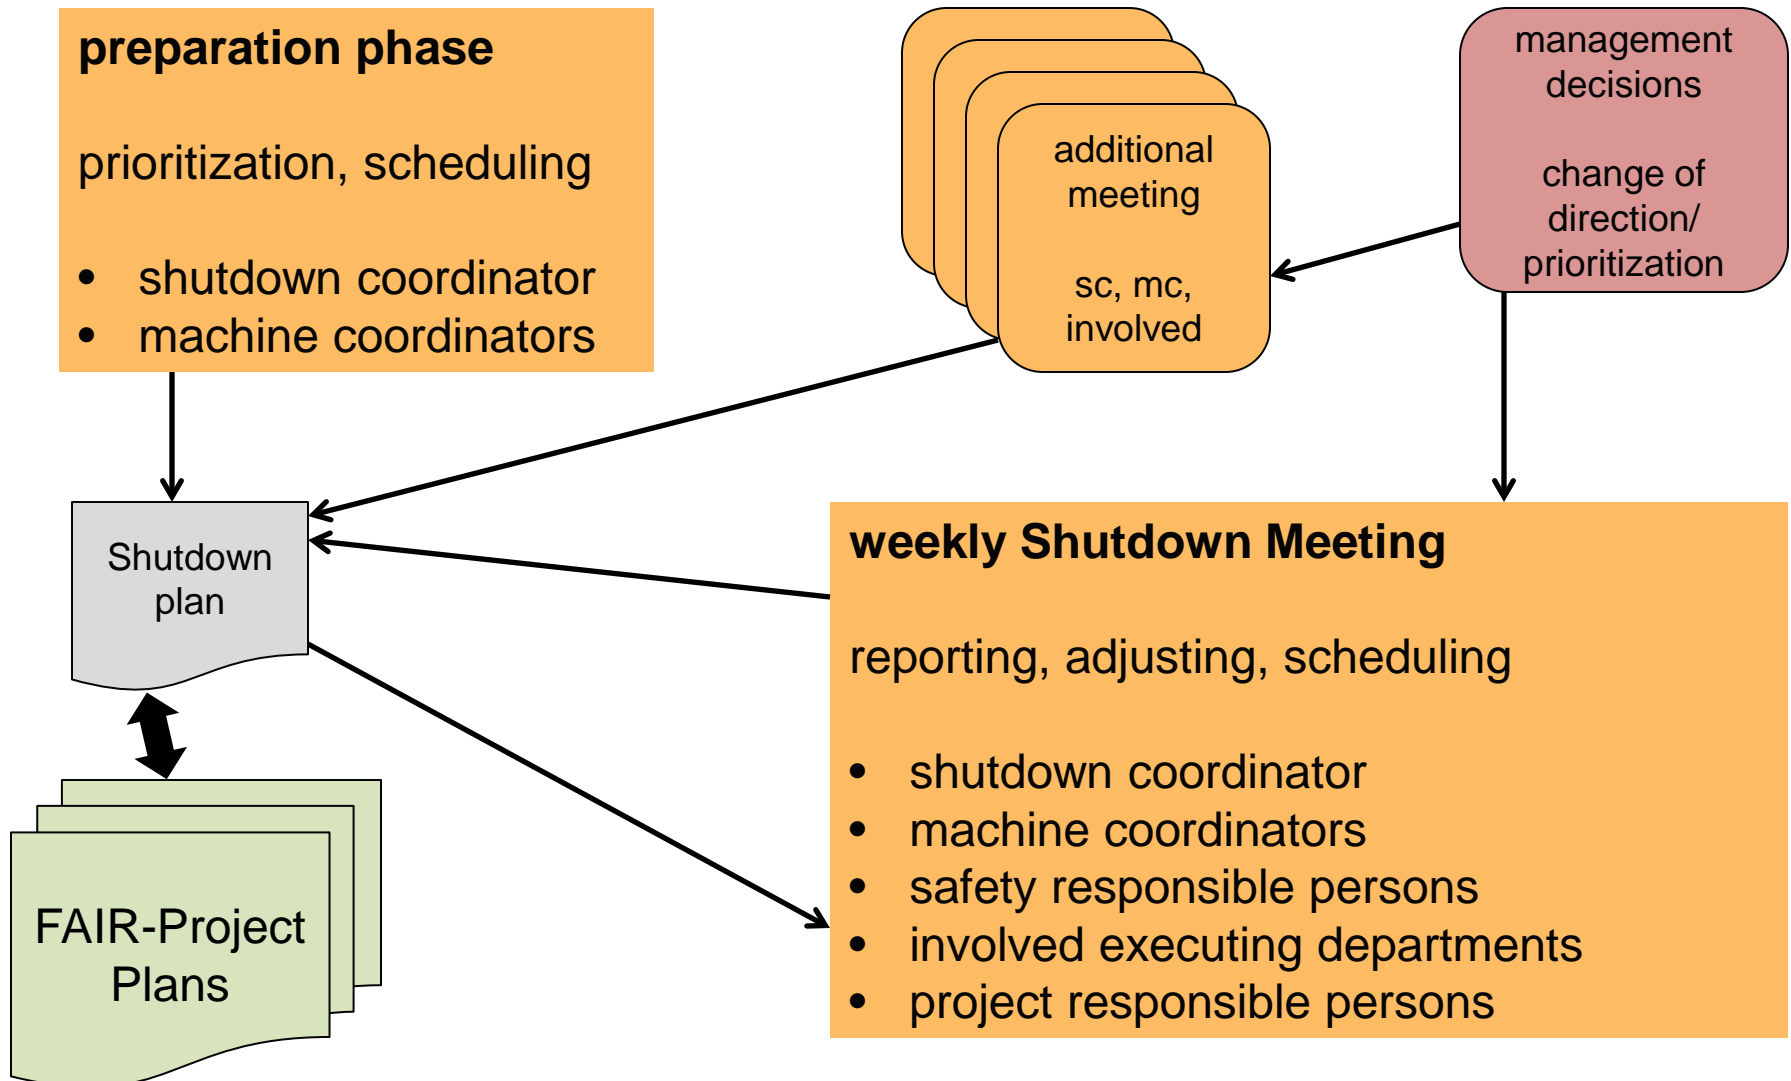 preparation phase
prioritization, scheduling
• shutdown coordinator
• machine coordinators
additional
meeting
sc, mc,
involved
management
decisions
change of
direction/
prioritization
Shutdown
plan
weekly Shutdown Meeting
reporting, adjusting, scheduling
• shutdown coordinator
• machine coordinators
• safety responsible persons
• involved executing departments
• project responsible persons
FAIR-Project
Plans